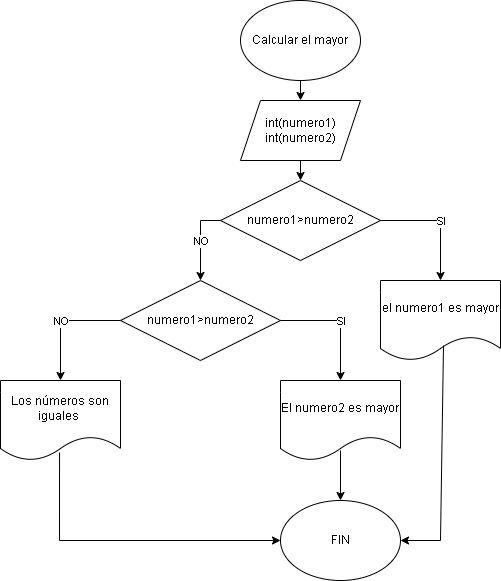 Calcular el mayor
int(numero1)
int(numero2)
numero1>numero2
SI
NO
el numero1 es mayor
numero1>numero2
NO
SI
Los números son
iguales
El numero2 es mayor
FIN